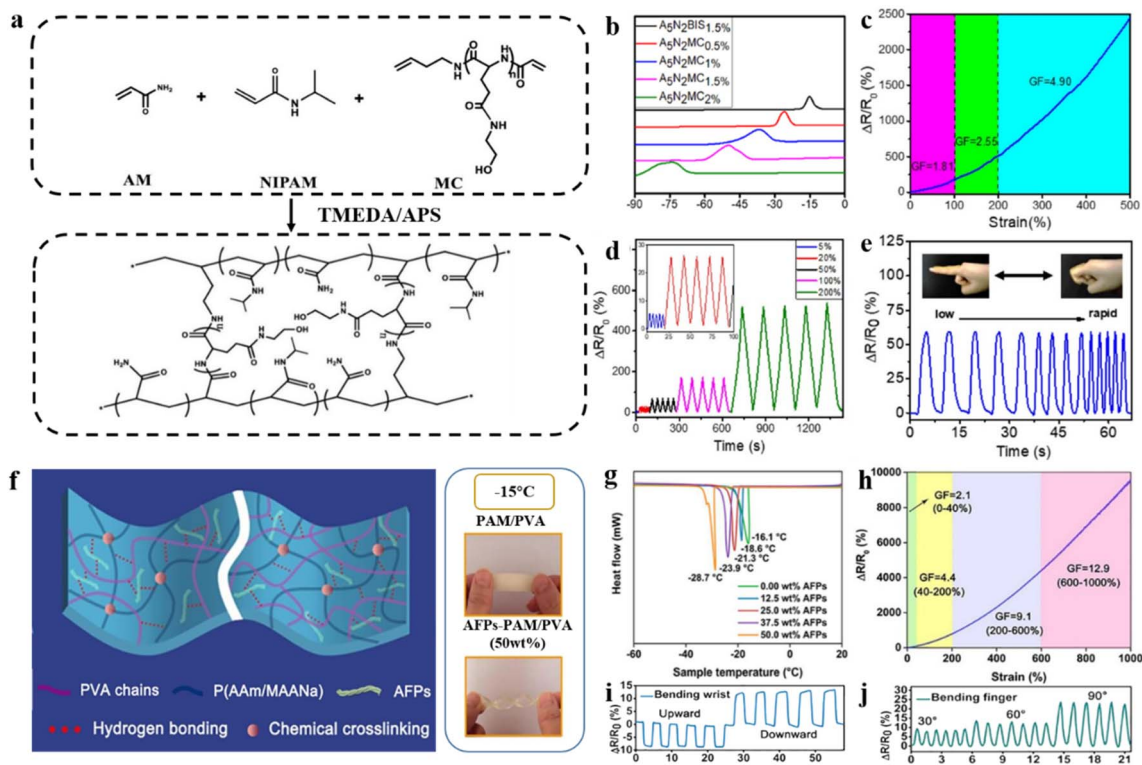 a
AM
+
NIPAM
+
MC
TMEDA/APS
b
A5N2BIS1.5%
A5N2MC0.5%
A5N2MC1%
A5N2MC1.5%
A5N2MC2%
-90 -75 -60 -45 -30 -15 0
c
ΔR/R0 (%)
2500
2000
1500
1000
500
0
GF=1.81
GF=2.55
GF=4.90
0 100 200 300 400 500
Strain(%)
d
ΔR/R0 (%)
600
400
200
0
30
20
10
0
0 25 50 75 100
5%
20%
50%
100%
200%
0 300 600 900 1200
Time (s)
e
ΔR/R0 (%)
125
100
75
50
25
0
low
rapid
0 15 30 45 60
Time (s)
f
PVA chains
P(AAm/MAANa)
AFPs
Hydrogen bonding
Chemical crosslinking
-15°C
PAM/PVA
AFPs-PAM/PVA
(50wt%)
g
Heat flow (mW)
-16.1 °C
-18.6 °C
-21.3 °C
-23.9 °C
-28.7 °C
0.00 wt% AFPs
12.5 wt% AFPs
25.0 wt% AFPs
37.5 wt% AFPs
50.0 wt% AFPs
-60 -40 -20 0 20
Sample temperature (°C)
h
ΔR/R0 (%)
10000
8000
6000
4000
2000
0
GF=2.1
(0-40%)
GF=4.4
(40-200%)
GF=9.1
(200-600%)
GF=12.9
(600-1000%)
0 200 400 600 800 1000
Strain (%)
i
ΔR/R0 (%)
15
10
5
0
-5
-10
Bending wrist
Upward
Downward
0 10 20 30 40 50
j
ΔR/R0 (%)
30
25
20
15
10
5
0
Bending finger
30°
60°
90°
0 3 6 9 12 15 18 21